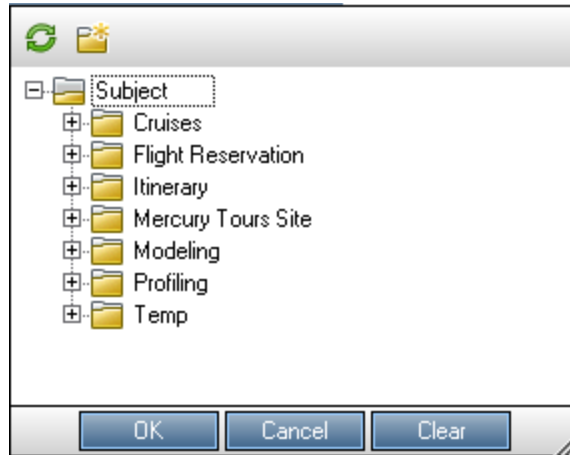 Subject
Cruises
Flight Reservation
Itinerary
Mercury Tours Site
Modeling
Profiling
Temp
OK Cancel Clear